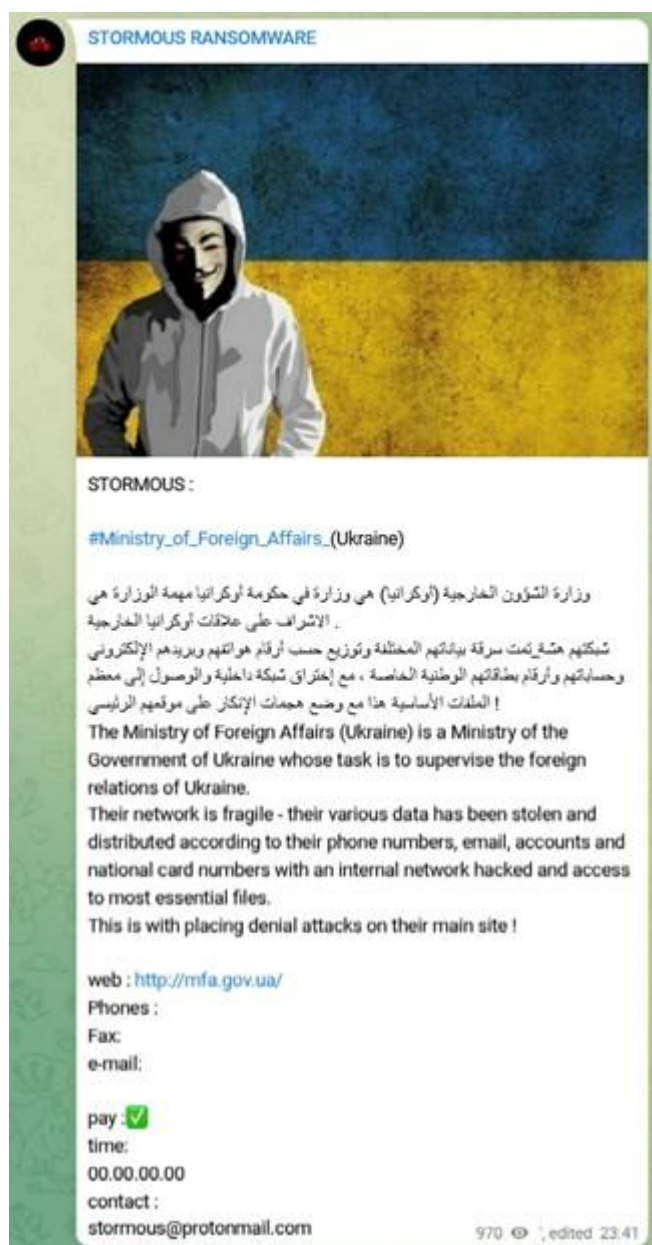 STORMOUS RANSOMWARE
STORMOUS :
#Ministry_of_Foreign_Affairs_(Ukraine)
وزارة الشؤون الخارجية (أوكرانيا) هي وزارة في حكومة أوكرانيا مهمة الوزارة هي
الاشراف على علاقات أوكرانيا الخارجية .
شبكتهم هشة_تمت سرقة بياناتهم المختلفة وتوزيع حسب أرقام هواتفهم وبريدهم الإلكتروني
وحساباتهم وأرقام بطاقاتهم الوطنية الخاصة ، مع إختراق شبكة داخلية والوصول إلى معظم
الملفات الأساسية هذا مع وضع هجمات الإنكار على موقعهم الرئيسي !
The Ministry of Foreign Affairs (Ukraine) is a Ministry of the
Government of Ukraine whose task is to supervise the foreign
relations of Ukraine.
Their network is fragile - their various data has been stolen and
distributed according to their phone numbers, email, accounts and
national card numbers with an internal network hacked and access
to most essential files.
This is with placing denial attacks on their main site !
web : http://mfa.gov.ua/
Phones :
Fax:
e-mail:
pay :✅
time:
00.00.00.00
contact :
stormous@protonmail.com
970 ', edited 23:41